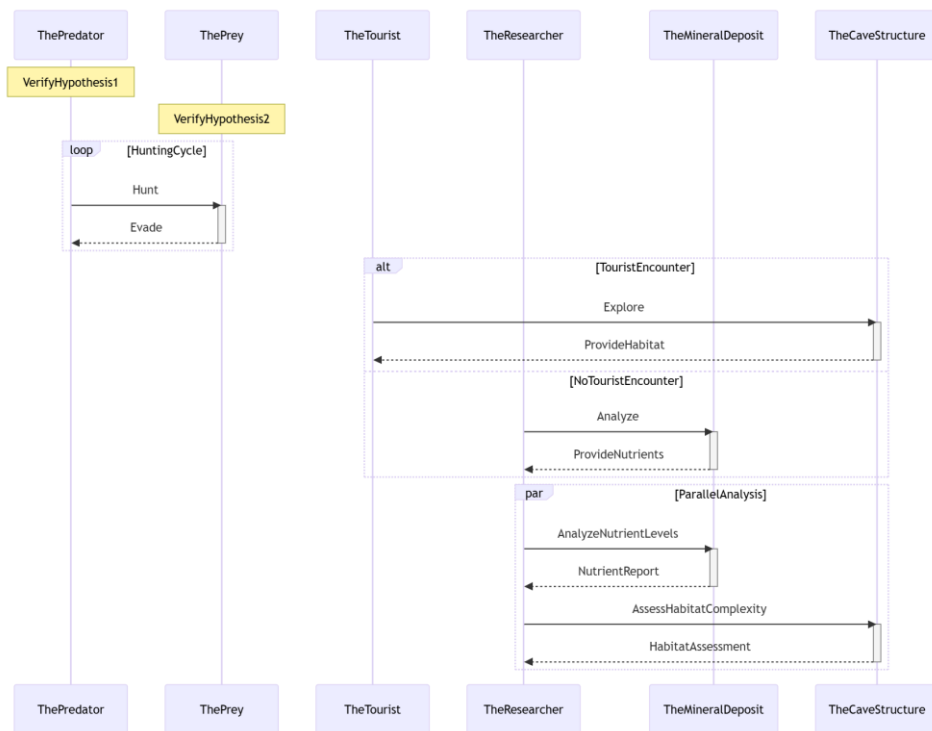 ThePredator
ThePrey
TheTourist
TheResearcher
TheMineralDeposit
TheCaveStructure
VerifyHypothesis1
VerifyHypothesis2
loop
[HuntingCycle]
Hunt
Evade
alt
[TouristEncounter]
Explore
ProvideHabitat
[NoTouristEncounter]
Analyze
ProvideNutrients
par
[ParallelAnalysis]
AnalyzeNutrientLevels
NutrientReport
AssessHabitatComplexity
HabitatAssessment
ThePredator
ThePrey
TheTourist
TheResearcher
TheMineralDeposit
TheCaveStructure